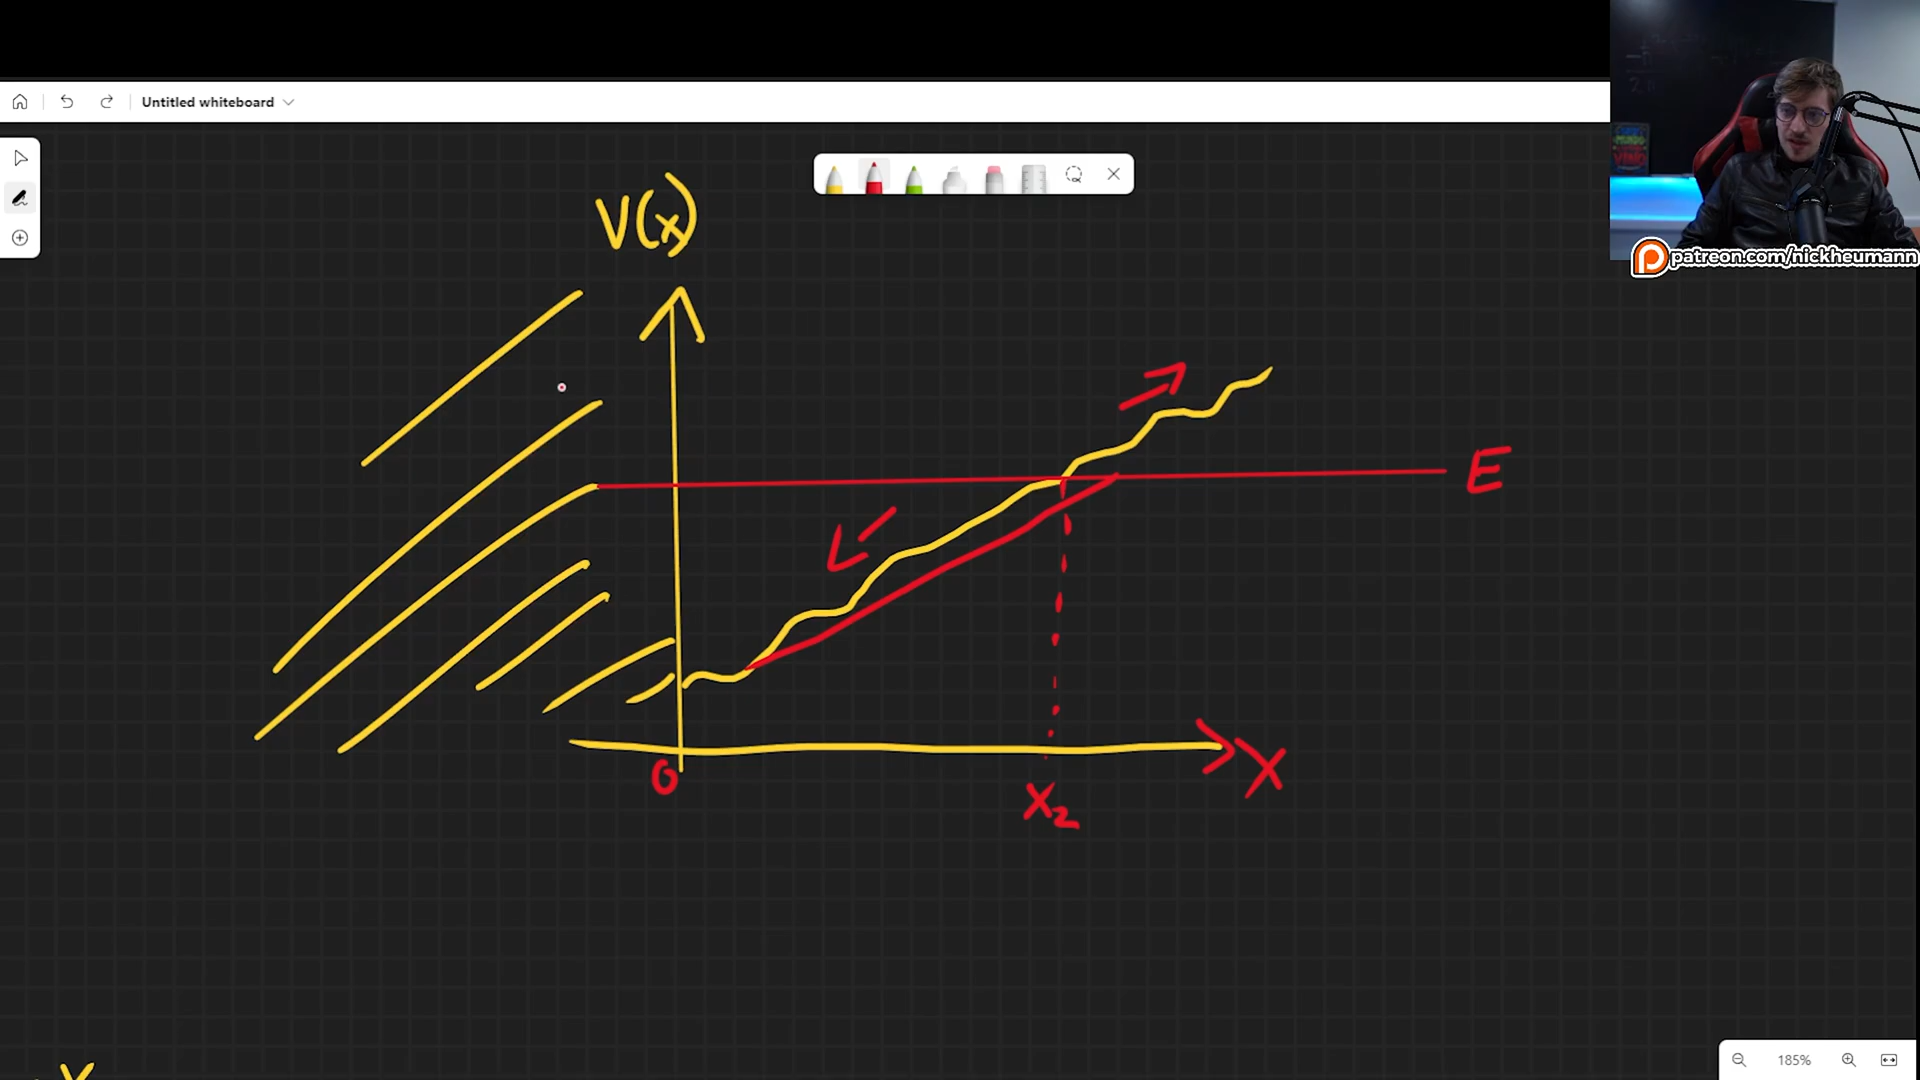 Untitled whiteboard
patreon.com/nickheumann
V(x)
E
0
X
X2
185%